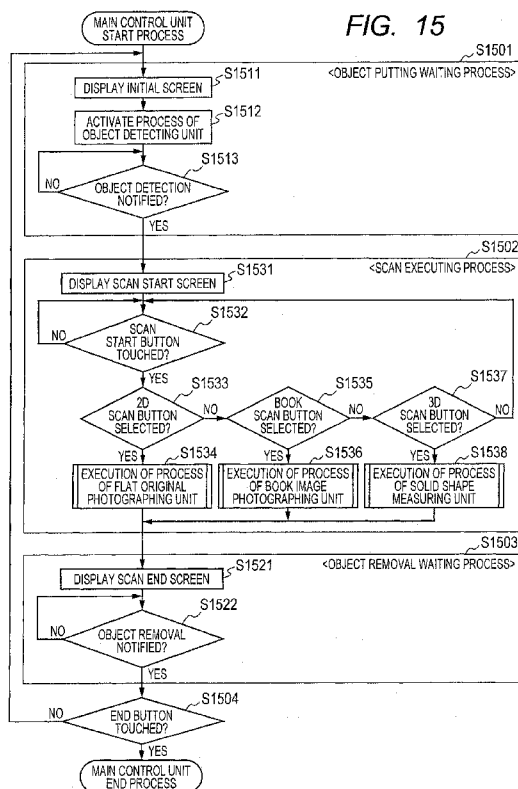 FIG. 15
MAIN CONTROL UNIT
START PROCESS
S1501
<OBJECT PUTTING WAITING PROCESS>
S1511
DISPLAY INITIAL SCREEN
S1512
ACTIVATE PROCESS OF
OBJECT DETECTING UNIT
S1513
OBJECT DETECTION
NOTIFIED?
NO
YES
S1502
<SCAN EXECUTING PROCESS>
S1531
DISPLAY SCAN START SCREEN
S1532
SCAN
START BUTTON
TOUCHED?
NO
YES
S1533
2D
SCAN BUTTON
SELECTED?
NO
YES
S1535
BOOK
SCAN BUTTON
SELECTED?
NO
YES
S1537
3D
SCAN BUTTON
SELECTED?
NO
YES
S1534
EXECUTION OF PROCESS
OF FLAT ORIGINAL
PHOTOGRAPHING UNIT
S1536
EXECUTION OF PROCESS
OF BOOK IMAGE
PHOTOGRAPHING UNIT
S1538
EXECUTION OF PROCESS
OF SOLID SHAPE
MEASURING UNIT
S1503
<OBJECT REMOVAL WAITING PROCESS>
S1521
DISPLAY SCAN END SCREEN
S1522
OBJECT REMOVAL
NOTIFIED?
NO
YES
S1504
END BUTTON
TOUCHED?
NO
YES
MAIN CONTROL UNIT
END PROCESS